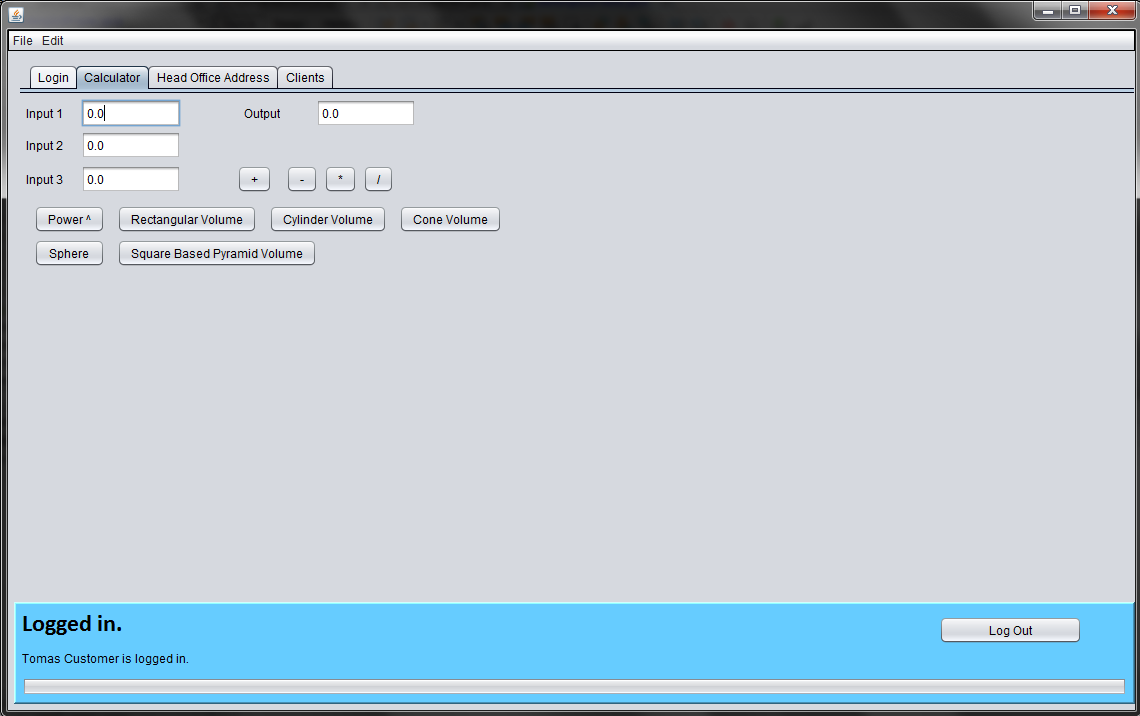 File Edit
Login Calculator Head Office Address Clients
Input 1 0.0 Output 0.0
Input 2 0.0
Input 3 0.0 + - * /
Power ^ Rectangular Volume Cylinder Volume Cone Volume
Sphere Square Based Pyramid Volume
Logged in.
Log Out
Tomas Customer is logged in.